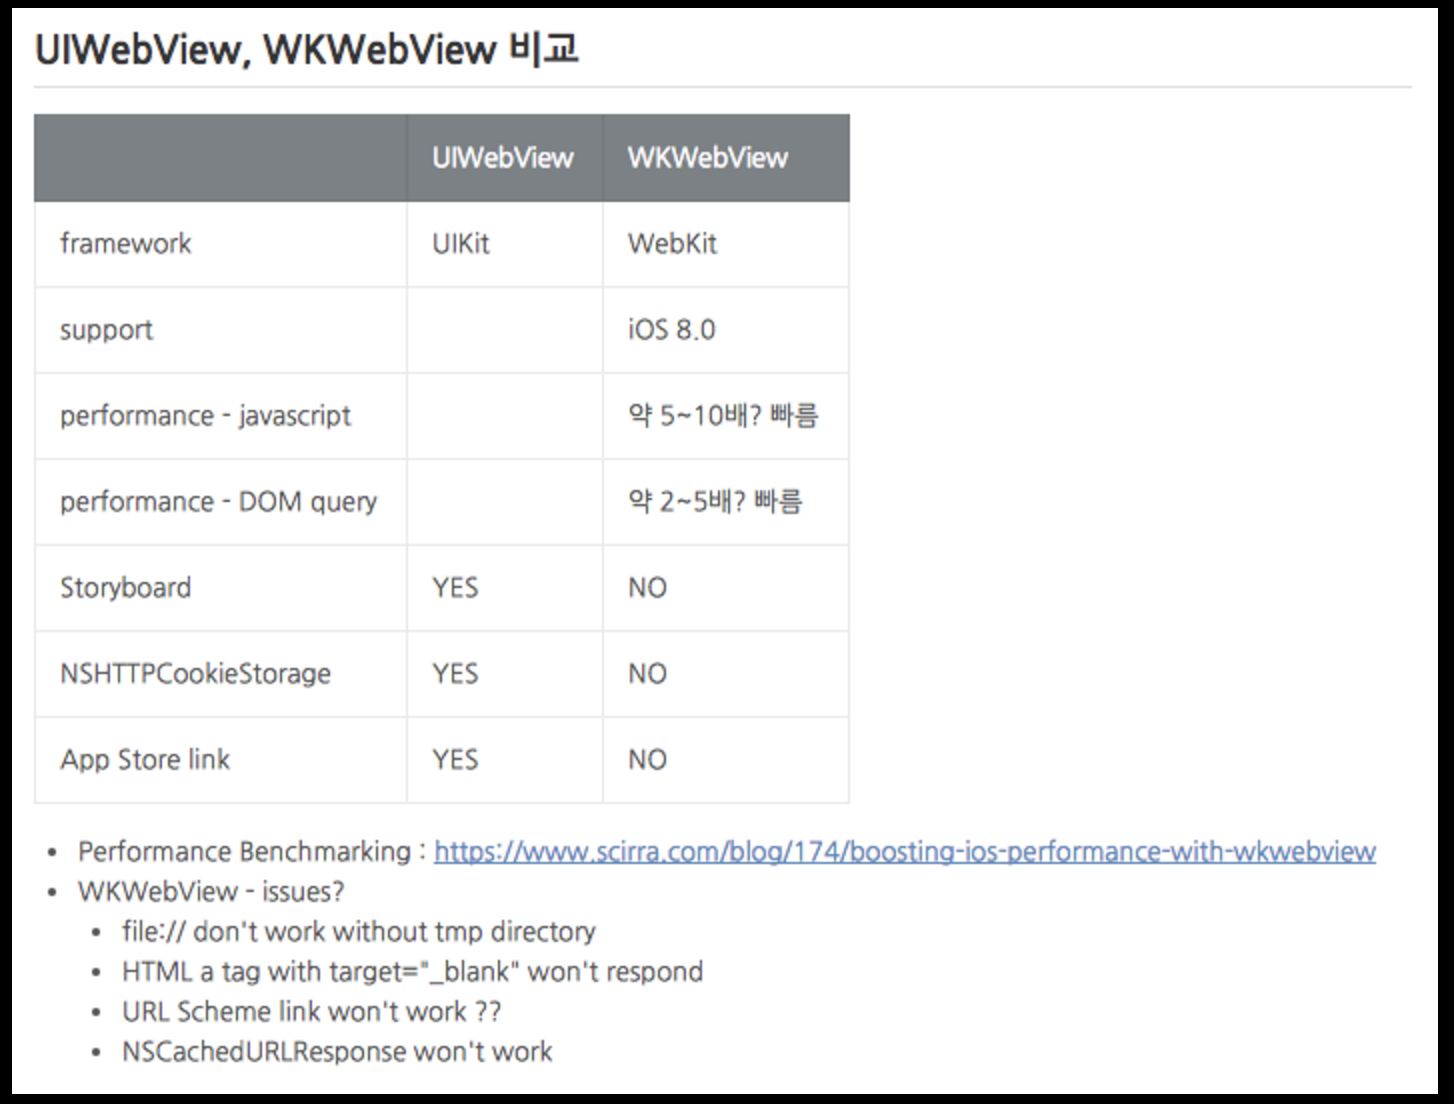 UIWebView, WKWebView 비교
UIWebView WKWebView
framework UIKit WebKit
support iOS 8.0
performance - javascript 약 5~10배? 빠름
performance - DOM query 약 2~5배? 빠름
Storyboard YES NO
NSHTTPCookieStorage YES NO
App Store link YES NO
• Performance Benchmarking : https://www.scirra.com/blog/174/boosting-ios-performance-with-wkwebview
• WKWebView - issues?
• file:// don't work without tmp directory
• HTML a tag with target="_blank" won't respond
• URL Scheme link won't work ??
• NSCachedURLResponse won't work